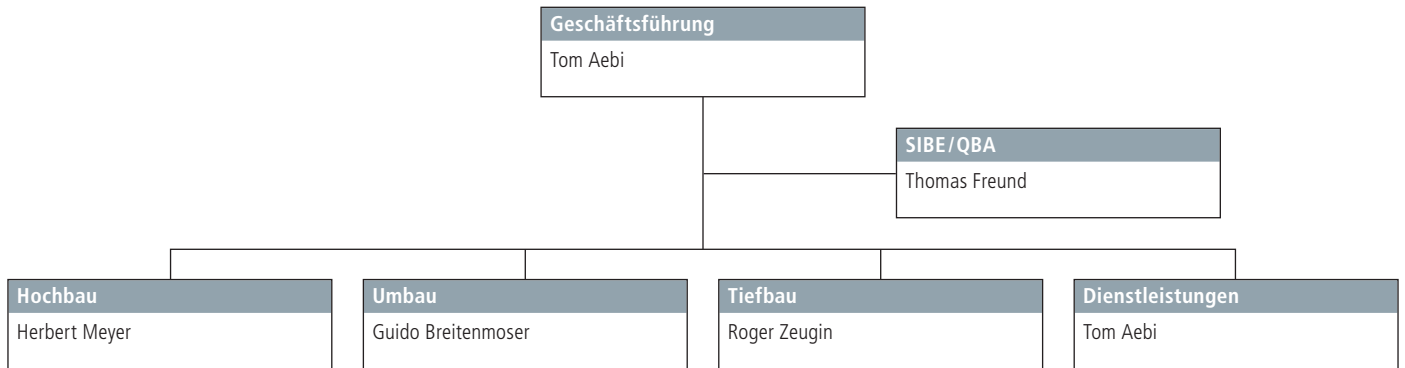 Geschäftsführung
Tom Aebi
SIBE/QBA
Thomas Freund
Hochbau
Herbert Meyer
Umbau
Guido Breitenmoser
Tiefbau
Roger Zeugin
Dienstleistungen
Tom Aebi